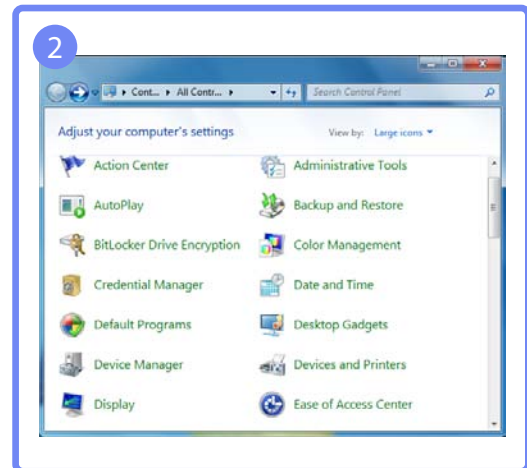 2
Cont... All Contr... Search Control Panel
Adjust your computer's settings View by: Large icons
Action Center Administrative Tools
AutoPlay Backup and Restore
BitLocker Drive Encryption Color Management
Credential Manager Date and Time
Default Programs Desktop Gadgets
Device Manager Devices and Printers
Display Ease of Access Center